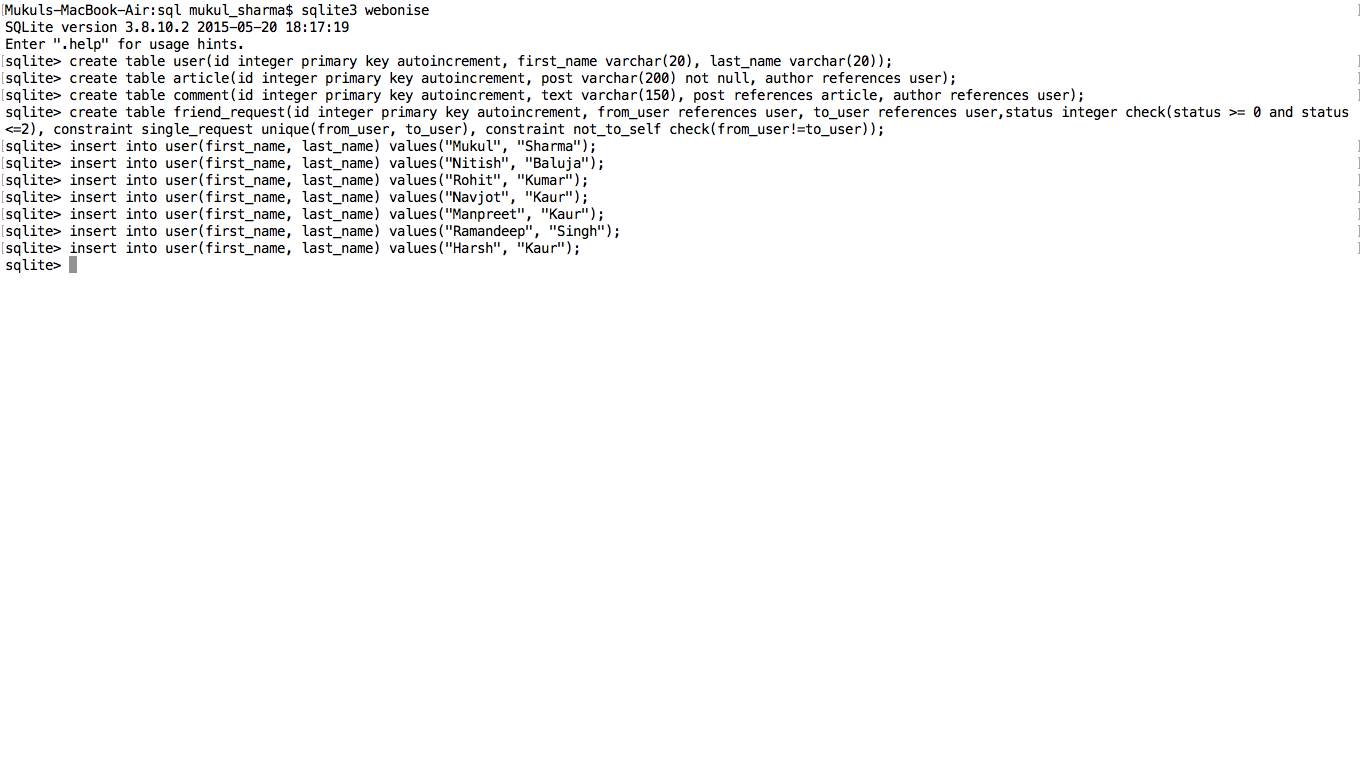 [Mukuls-MacBook-Air:sql mukul_sharma$ sqlite3 webonise ]
SQLite version 3.8.10.2 2015-05-20 18:17:19
Enter ".help" for usage hints.
[sqlite> create table user(id integer primary key autoincrement, first_name varchar(20), last_name varchar(20)); ]
[sqlite> create table article(id integer primary key autoincrement, post varchar(200) not null, author references user); ]
[sqlite> create table comment(id integer primary key autoincrement, text varchar(150), post references article, author references user); ]
sqlite> create table friend_request(id integer primary key autoincrement, from_user references user, to_user references user,status integer check(status >= 0 and status
<=2), constraint single_request unique(from_user, to_user), constraint not_to_self check(from_user!=to_user));
[sqlite> insert into user(first_name, last_name) values("Mukul", "Sharma"); ]
[sqlite> insert into user(first_name, last_name) values("Nitish", "Baluja"); ]
[sqlite> insert into user(first_name, last_name) values("Rohit", "Kumar"); ]
[sqlite> insert into user(first_name, last_name) values("Navjot", "Kaur"); ]
[sqlite> insert into user(first_name, last_name) values("Manpreet", "Kaur"); ]
[sqlite> insert into user(first_name, last_name) values("Ramandeep", "Singh"); ]
[sqlite> insert into user(first_name, last_name) values("Harsh", "Kaur"); ]
sqlite>